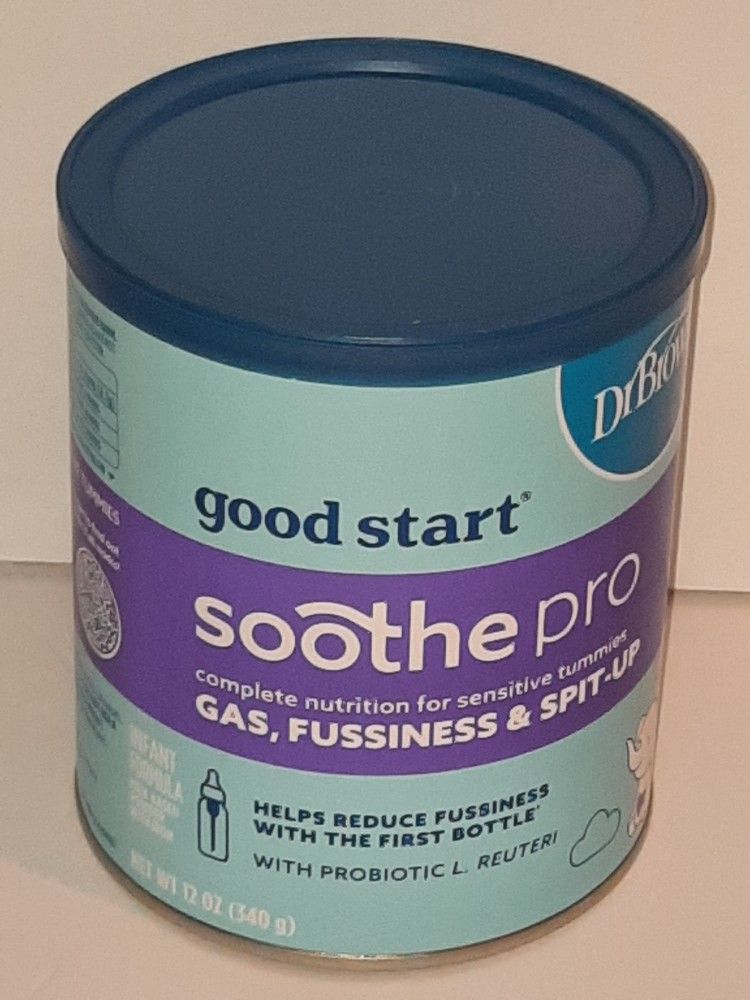 Dr.Brow
good start®
soothe pro
complete nutrition for sensitive tummies
GAS, FUSSINESS & SPIT-UP
TUMMIES
INFANT
FORMULA
HELPS REDUCE FUSSINESS
WITH THE FIRST BOTTLE
WITH PROBIOTIC L. REUTERI
NET WT 12 OZ (340 g)